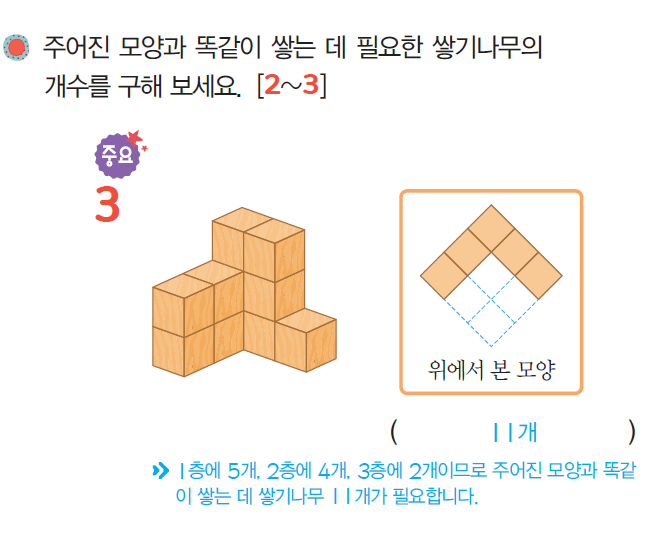 주어진 모양과 똑같이 쌓는 데 필요한 쌓기나무의
개수를 구해 보세요. [2~3]
중요
3
위에서 본 모양
( 11개 )
1층에 5개, 2층에 4개, 3층에 2개이므로 주어진 모양과 똑같
이 쌓는 데 쌓기나무 11개가 필요합니다.